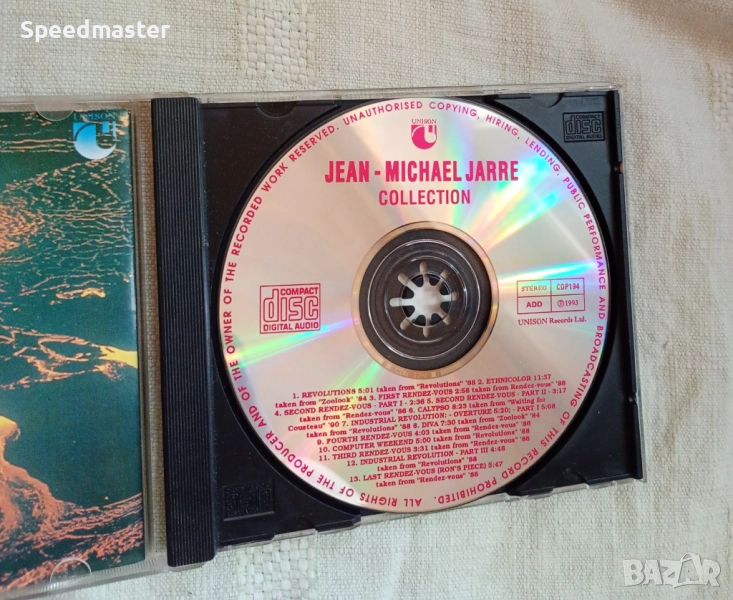 Speedmaster
UNISON
UNAUTHORISED COPYING, HIRING, LENDING, PUBLIC PERFORMANCE AND BROADCASTING OF THIS RECORD PROHIBITED. ALL RIGHTS OF THE PRODUCER AND OF THE OWNER OF THE RECORDED WORK RESERVED.
UNISON
JEAN - MICHAEL JARRE
COLLECTION
COMPACT
disc
DIGITAL AUDIO
STEREO CDP194
ADD ℗ 1993
UNISON Records Ltd.
1. REVOLUTIONS 5:01 taken from "Revolutions" '88 2. ETHNICOLOR 11:37
taken from "Zoolook" '84 3. FIRST RENDEZ-VOUS 2:58 taken from "Rendez-vous" '86
4. SECOND RENDEZ-VOUS - PART I - 2:36 5. SECOND RENDEZ-VOUS - PART II - 3:17
taken from "Rendez-vous" '86 6. CALYPSO 8:23 taken from "Waiting for
Cousteau" '90 7. INDUSTRIAL REVOLUTION: - OVERTURE 5:20; - PART I 5:08
taken from "Revolutions" '88 8. DIVA 7:30 taken from "Zoolook" '84
9. FOURTH RENDEZ-VOUS 4:03 taken from "Rendez-vous" '86
10. COMPUTER WEEKEND 5:00 taken from "Revolutions" '88
11. THIRD RENDEZ-VOUS 3:31 taken from "Rendez-vous" '86
12. INDUSTRIAL REVOLUTION - PART III 4:48
taken from "Revolutions" '88
13. LAST RENDEZ-VOUS (RON'S PIECE) 5:47
taken from "Rendez-vous" '86
COMPACT
disc
BAZAR